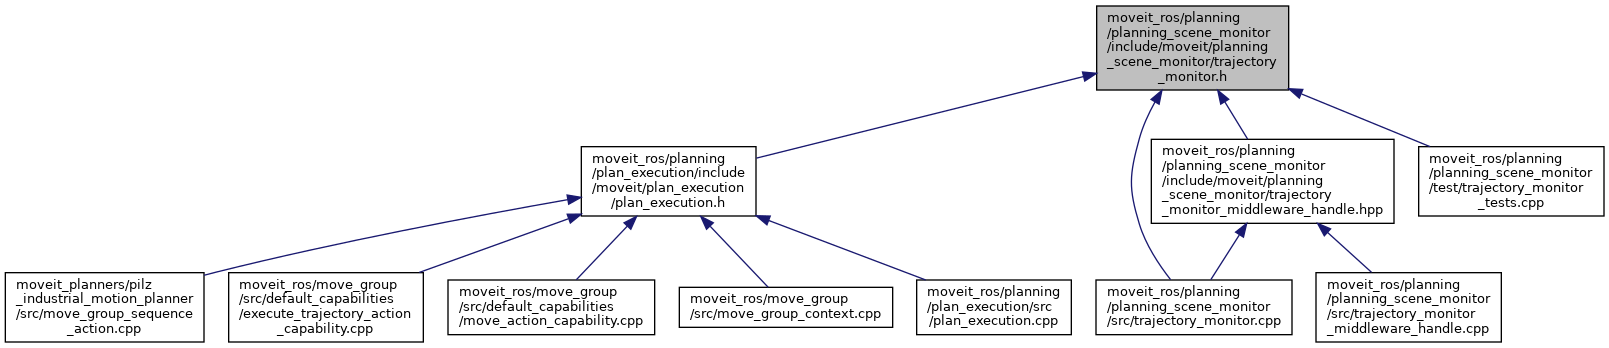 moveit_ros/planning
/planning_scene_monitor
/include/moveit/planning
_scene_monitor/trajectory
_monitor.h
moveit_ros/planning
/plan_execution/include
/moveit/plan_execution
/plan_execution.h
moveit_ros/planning
/planning_scene_monitor
/include/moveit/planning
_scene_monitor/trajectory
_monitor_middleware_handle.hpp
moveit_ros/planning
/planning_scene_monitor
/test/trajectory_monitor
_tests.cpp
moveit_planners/pilz
_industrial_motion_planner
/src/move_group_sequence
_action.cpp
moveit_ros/move_group
/src/default_capabilities
/execute_trajectory_action
_capability.cpp
moveit_ros/move_group
/src/default_capabilities
/move_action_capability.cpp
moveit_ros/move_group
/src/move_group_context.cpp
moveit_ros/planning
/plan_execution/src
/plan_execution.cpp
moveit_ros/planning
/planning_scene_monitor
/src/trajectory_monitor.cpp
moveit_ros/planning
/planning_scene_monitor
/src/trajectory_monitor
_middleware_handle.cpp